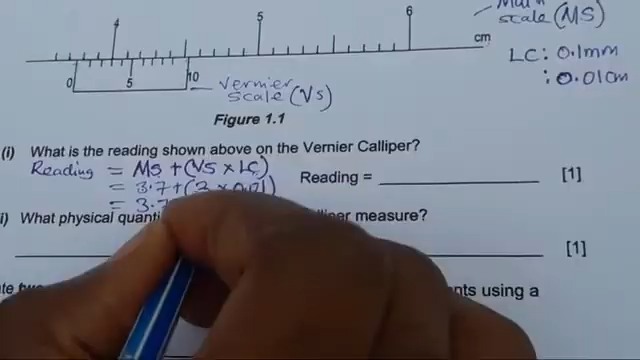 Main
scale (MS)
4
5
6
cm
LC: 0.1mm
: 0.01cm
0
5
10
Vernier
scale (VS)
Figure 1.1
(i) What is the reading shown above on the Vernier Calliper?
Reading = MS + (VS x LC)
= 3.7 + (3 x 0.01)
Reading = [1]
= 3.7
i) What physical measure?
[1]
using a